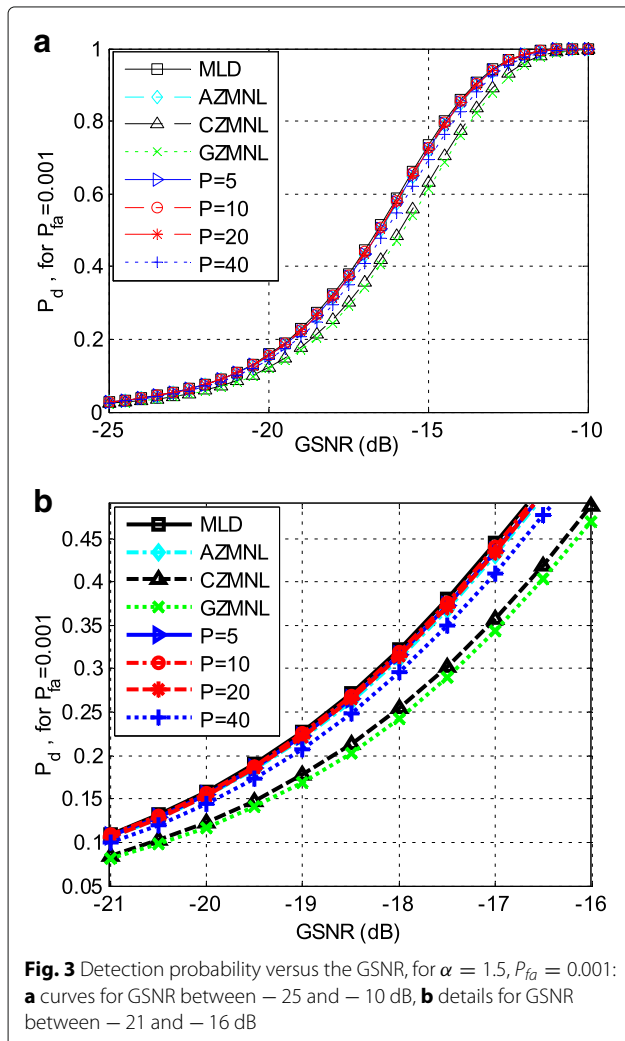 a
1
0.8
0.6
0.4
0.2
0
P_d , for P_fa=0.001
MLD
AZMNL
CZMNL
GZMNL
P=5
P=10
P=20
P=40
-25
-20
-15
-10
GSNR (dB)
b
0.45
0.4
0.35
0.3
0.25
0.2
0.15
0.1
0.05
P_d , for P_fa=0.001
MLD
AZMNL
CZMNL
GZMNL
P=5
P=10
P=20
P=40
-21
-20
-19
-18
-17
-16
GSNR (dB)
Fig. 3 Detection probability versus the GSNR, for α = 1.5, P_fa = 0.001:
a curves for GSNR between − 25 and − 10 dB, b details for GSNR
between − 21 and − 16 dB